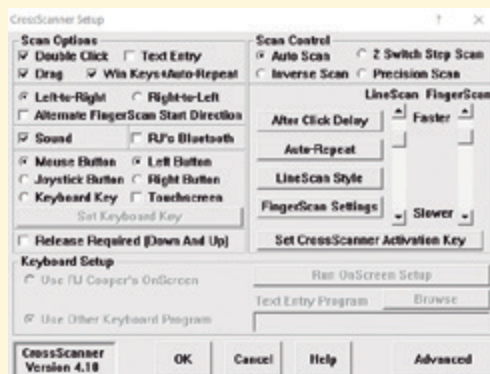 CrossScanner Setup
Scan Options
Double Click Text Entry
Drag Win Keys+Auto-Repeat
Left-to-Right Right-to-Left
Alternate FingerScan Start Direction
Sound RJ's Bluetooth
Mouse Button Left Button
Joystick Button Right Button
Keyboard Key Touchscreen
Set Keyboard Key
Release Required (Down And Up)
Scan Control
Auto Scan 2 Switch Step Scan
Inverse Scan Precision Scan
LineScan FingerScan
After Click Delay Faster
Auto-Repeat
LineScan Style
FingerScan Settings Slower
Set CrossScanner Activation Key
Keyboard Setup
Use RJ Cooper's OnScreen Run OnScreen Setup
Text Entry Program Browse
Use Other Keyboard Program
CrossScanner
Version 4.10
OK Cancel Help Advanced